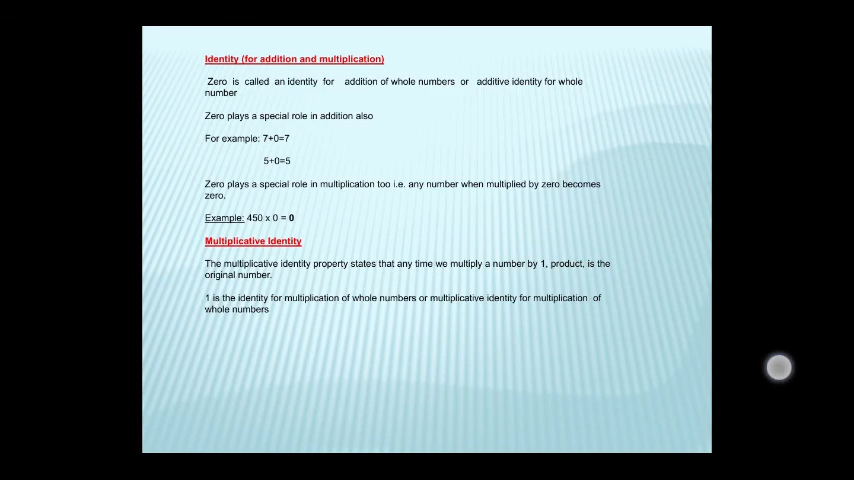 Identity (for addition and multiplication)
Zero is called an identity for addition of whole numbers or additive identity for whole
number
Zero plays a special role in addition also
For example: 7+0=7
5+0=5
Zero plays a special role in multiplication too i.e. any number when multiplied by zero becomes
zero.
Example: 450 x 0 = 0
Multiplicative Identity
The multiplicative identity property states that any time we multiply a number by 1, product, is the
original number.
1 is the identity for multiplication of whole numbers or multiplicative identity for multiplication of
whole numbers